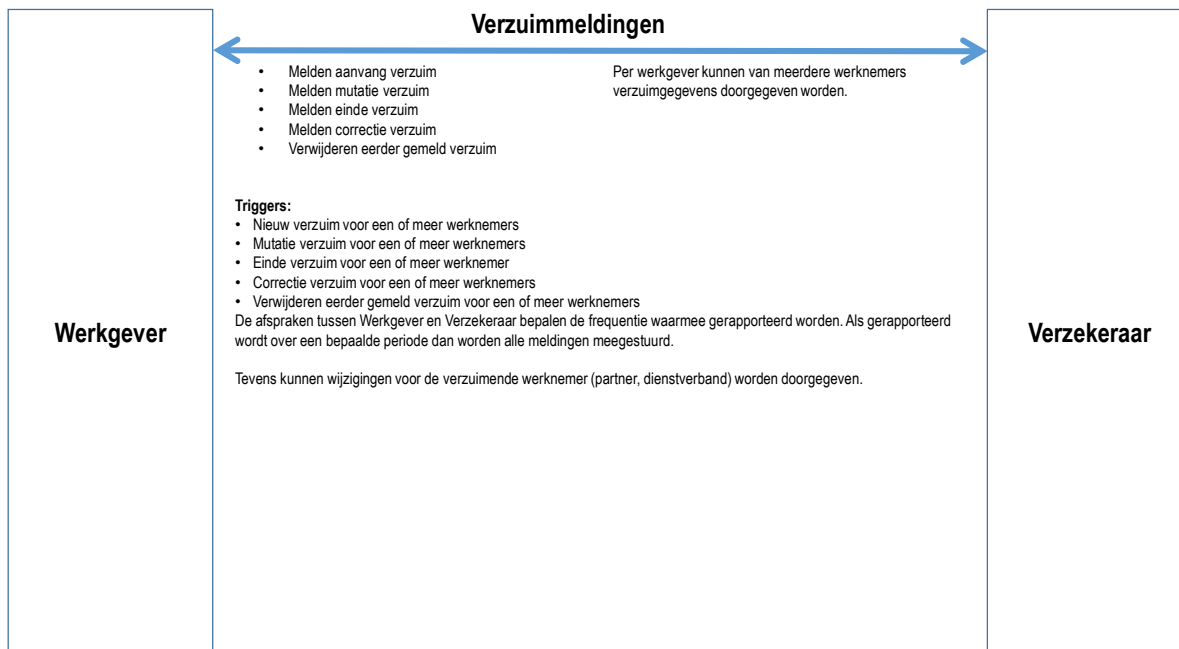 Verzuimmeldingen
• Melden aanvang verzuim
• Melden mutatie verzuim
• Melden einde verzuim
• Melden correctie verzuim
• Verwijderen eerder gemeld verzuim
Per werkgever kunnen van meerdere werknemers
verzuimgegevens doorgegeven worden.
Triggers:
• Nieuw verzuim voor een of meer werknemers
• Mutatie verzuim voor een of meer werknemers
• Einde verzuim voor een of meer werknemer
• Correctie verzuim voor een of meer werknemers
• Verwijderen eerder gemeld verzuim voor een of meer werknemers
De afspraken tussen Werkgever en Verzekeraar bepalen de frequentie waarmee gerapporteerd worden. Als gerapporteerd
wordt over een bepaalde periode dan worden alle meldingen meegestuurd.
Tevens kunnen wijzigingen voor de verzuimende werknemer (partner, dienstverband) worden doorgegeven.
Werkgever
Verzekeraar